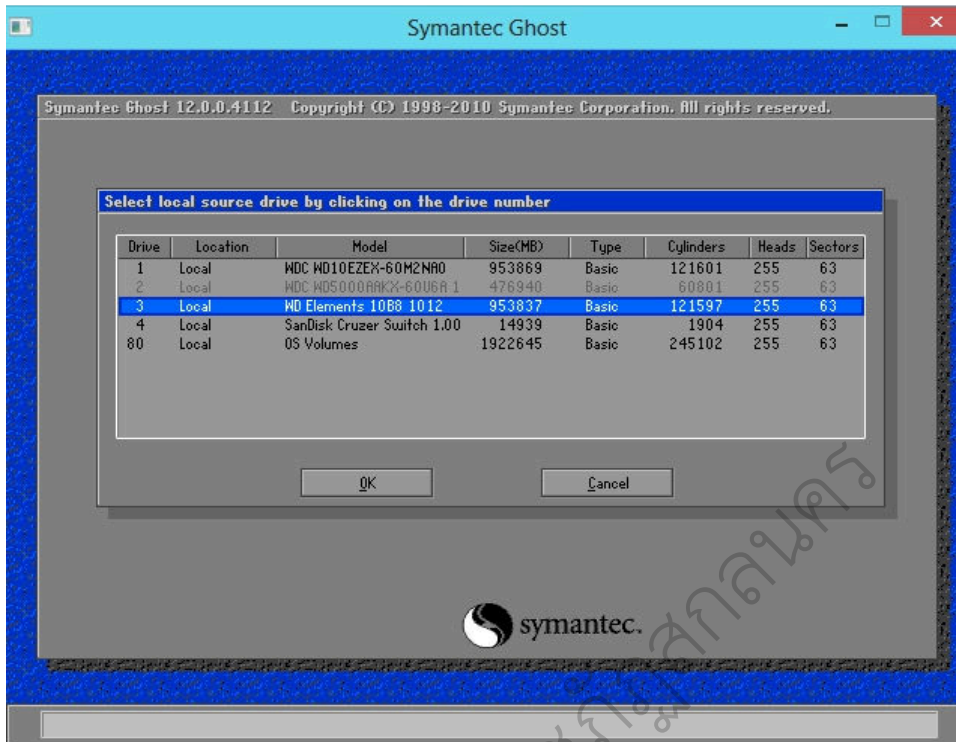 Symantec Ghost
Symantec Ghost 12.0.0.4112 Copyright (C) 1998-2010 Symantec Corporation. All rights reserved.
Select local source drive by clicking on the drive number
Drive Location Model Size(MB) Type Cylinders Heads Sectors
1 Local WDC WD10EZEX-60M2NA0 953869 Basic 121601 255 63
2 Local WDC WD5000AAKX-60U6A 1 476940 Basic 60801 255 63
3 Local WD Elements 10B8 1012 953837 Basic 121597 255 63
4 Local SanDisk Cruzer Switch 1.00 14939 Basic 1904 255 63
80 Local OS Volumes 1922645 Basic 245102 255 63
OK Cancel
symantec.